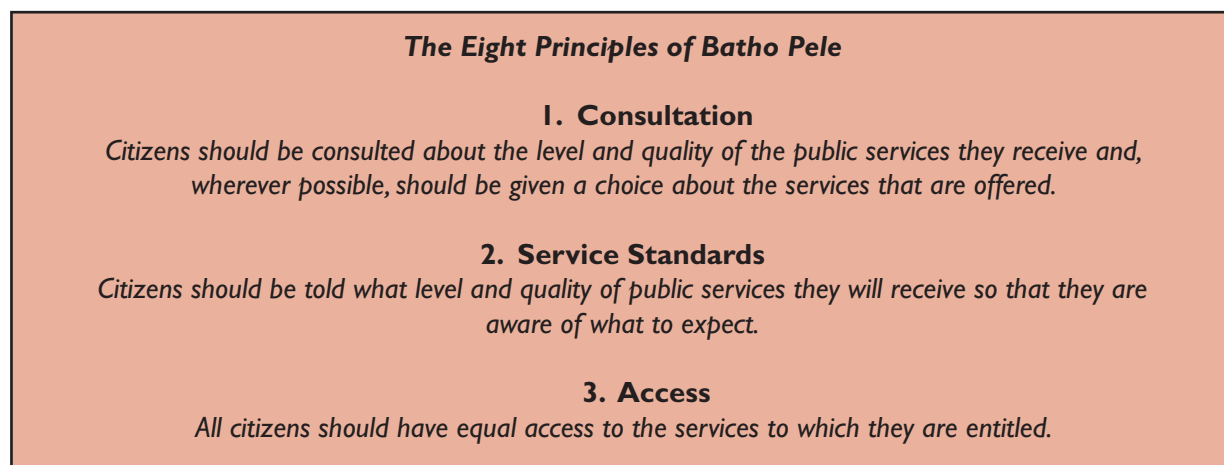 The Eight Principles of Batho Pele
1. Consultation
Citizens should be consulted about the level and quality of the public services they receive and,
wherever possible, should be given a choice about the services that are offered.
2. Service Standards
Citizens should be told what level and quality of public services they will receive so that they are
aware of what to expect.
3. Access
All citizens should have equal access to the services to which they are entitled.